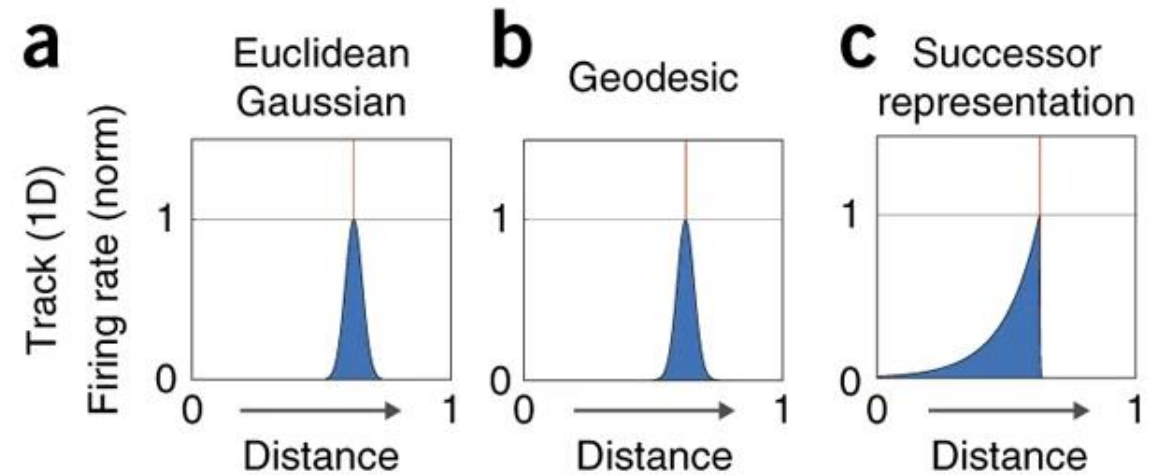 a
Euclidean
Gaussian
b
Geodesic
c
Successor
representation
Track (1D)
Firing rate (norm)
1
0
0
1
Distance
1
0
0
1
Distance
1
0
0
1
Distance